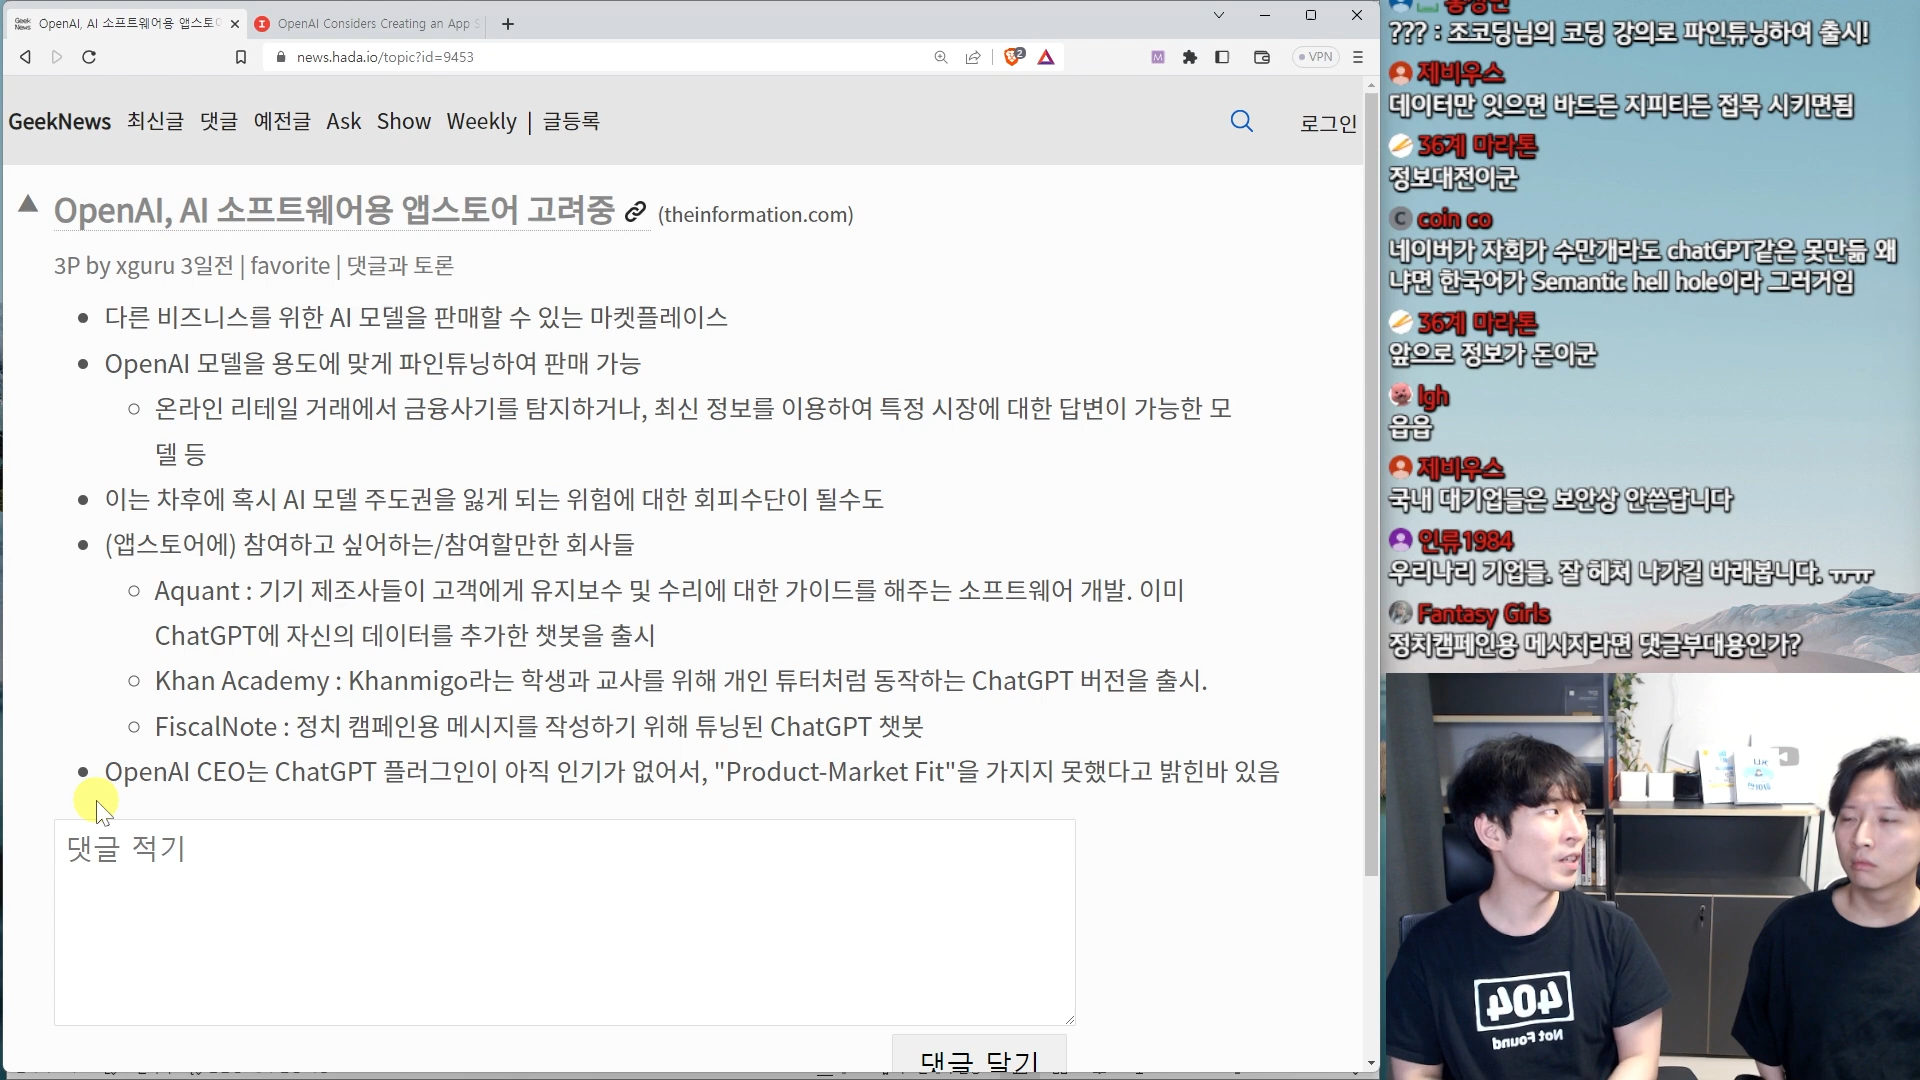 OpenAI, AI 소프트웨어용 앱스토어
OpenAI Considers Creating an App S
news.hada.io/topic?id=9453
2
VPN
GeekNews 최신글 댓글 예전글 Ask Show Weekly | 글등록
로그인
OpenAI, AI 소프트웨어용 앱스토어 고려중 (theinformation.com)
3P by xguru 3일전 | favorite | 댓글과 토론
다른 비즈니스를 위한 AI 모델을 판매할 수 있는 마켓플레이스
OpenAI 모델을 용도에 맞게 파인튜닝하여 판매 가능
온라인 리테일 거래에서 금융사기를 탐지하거나, 최신 정보를 이용하여 특정 시장에 대한 답변이 가능한 모
델 등
이는 차후에 혹시 AI 모델 주도권을 잃게 되는 위험에 대한 회피수단이 될수도
(앱스토어에) 참여하고 싶어하는/참여할만한 회사들
Aquant : 기기 제조사들이 고객에게 유지보수 및 수리에 대한 가이드를 해주는 소프트웨어 개발. 이미
ChatGPT에 자신의 데이터를 추가한 챗봇을 출시
Khan Academy : Khanmigo라는 학생과 교사를 위해 개인 튜터처럼 동작하는 ChatGPT 버전을 출시.
FiscalNote : 정치 캠페인용 메시지를 작성하기 위해 튜닝된 ChatGPT 챗봇
OpenAI CEO는 ChatGPT 플러그인이 아직 인기가 없어서, "Product-Market Fit"을 가지지 못했다고 밝힌바 있음
댓글 적기
댓글 달기
??? : 조코딩님의 코딩 강의로 파인튜닝하여 출시!
제비우스
데이터만 잇으면 바드든 지피티든 접목 시키면됨
36계 마라톤
정보대전이군
C coin co
네이버가 자회가 수만개라도 chatGPT같은 못만듦 왜
냐면 한국어가 Semantic hell hole이라 그러거임
36계 마라톤
앞으로 정보가 돈이군
lgh
읍읍
제비우스
국내 대기업들은 보안상 안쓴답니다
인류1984
우리나리 기업들. 잘 헤쳐 나가길 바래봅니다. ㅠㅠ
Fantasy Girls
정치캠페인용 메시지라면 댓글부대용인가?
404
Not Found